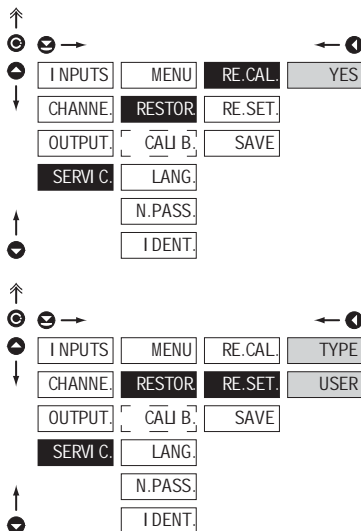 INPUTS MENU RE.CAL. YES
CHANNE. RESTOR. RE.SET.
OUTPUT. CALIB. SAVE
SERVIC. LANG.
N.PASS.
IDENT.
INPUTS MENU RE.CAL. TYPE
CHANNE. RESTOR. RE.SET. USER
OUTPUT. CALIB. SAVE
SERVIC. LANG.
N.PASS.
IDENT.